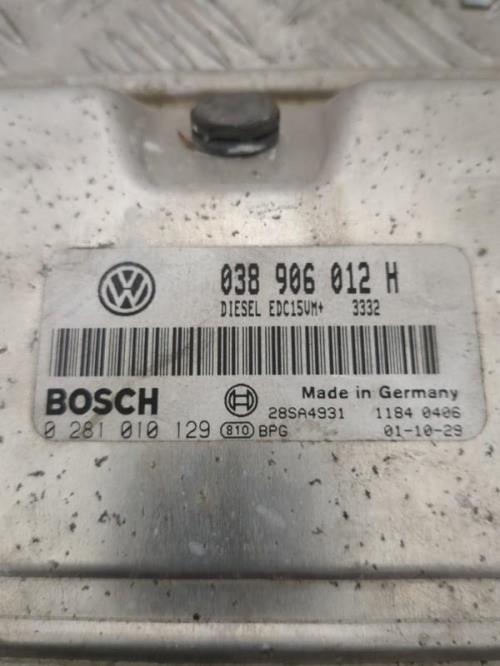 038 906 012 H
DIESEL EDC15VM+ 3332
BOSCH
Made in Germany
28SA4931 1184 0406
0 281 010 129 810 BPG 01-10-29